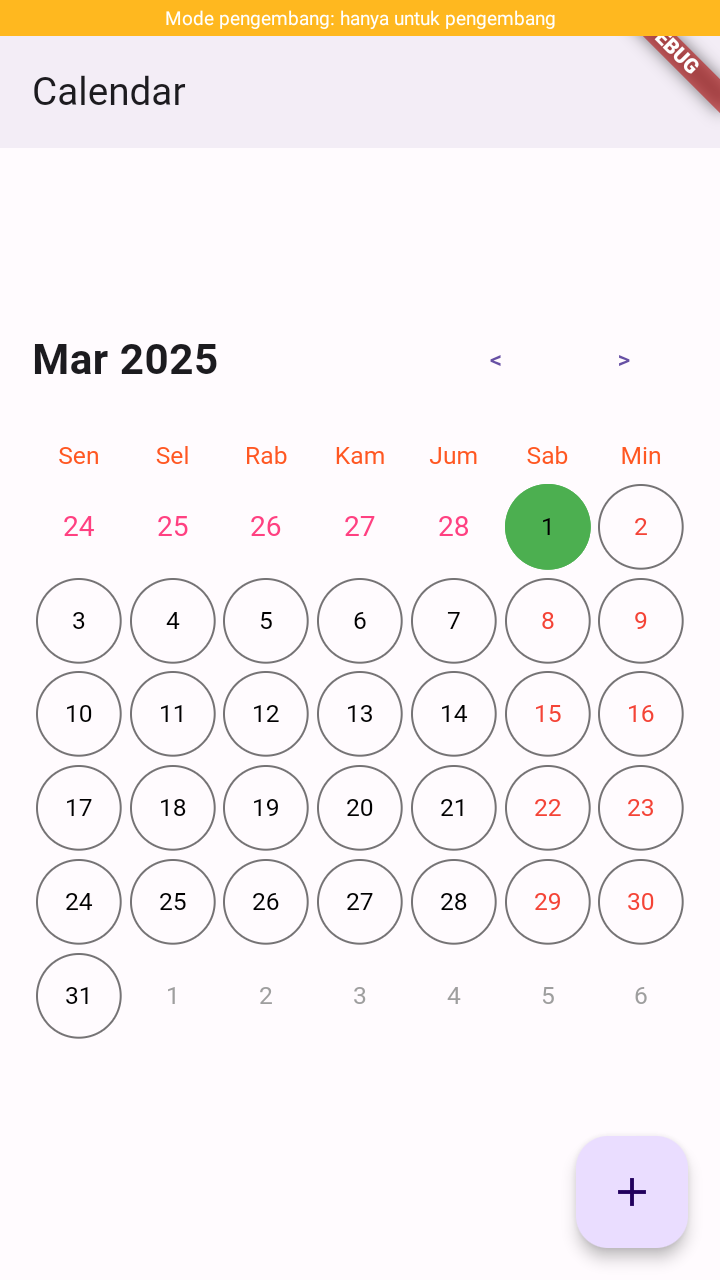 Mode pengembang: hanya untuk pengembang
EBUG
Calendar
Mar 2025 < >
Sen Sel Rab Kam Jum Sab Min
24 25 26 27 28 1 2
3 4 5 6 7 8 9
10 11 12 13 14 15 16
17 18 19 20 21 22 23
24 25 26 27 28 29 30
31 1 2 3 4 5 6
+